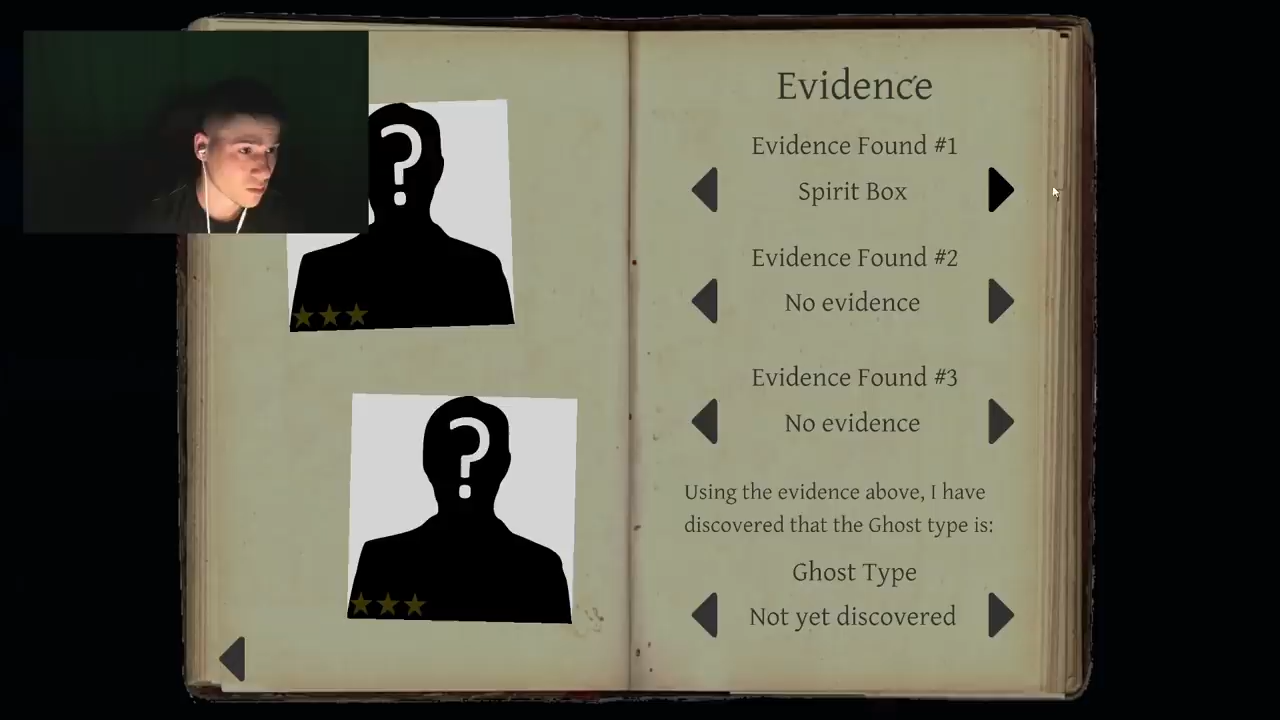 ?
?
Evidence
Evidence Found #1
Spirit Box
Evidence Found #2
No evidence
Evidence Found #3
No evidence
Using the evidence above, I have
discovered that the Ghost type is:
Ghost Type
Not yet discovered